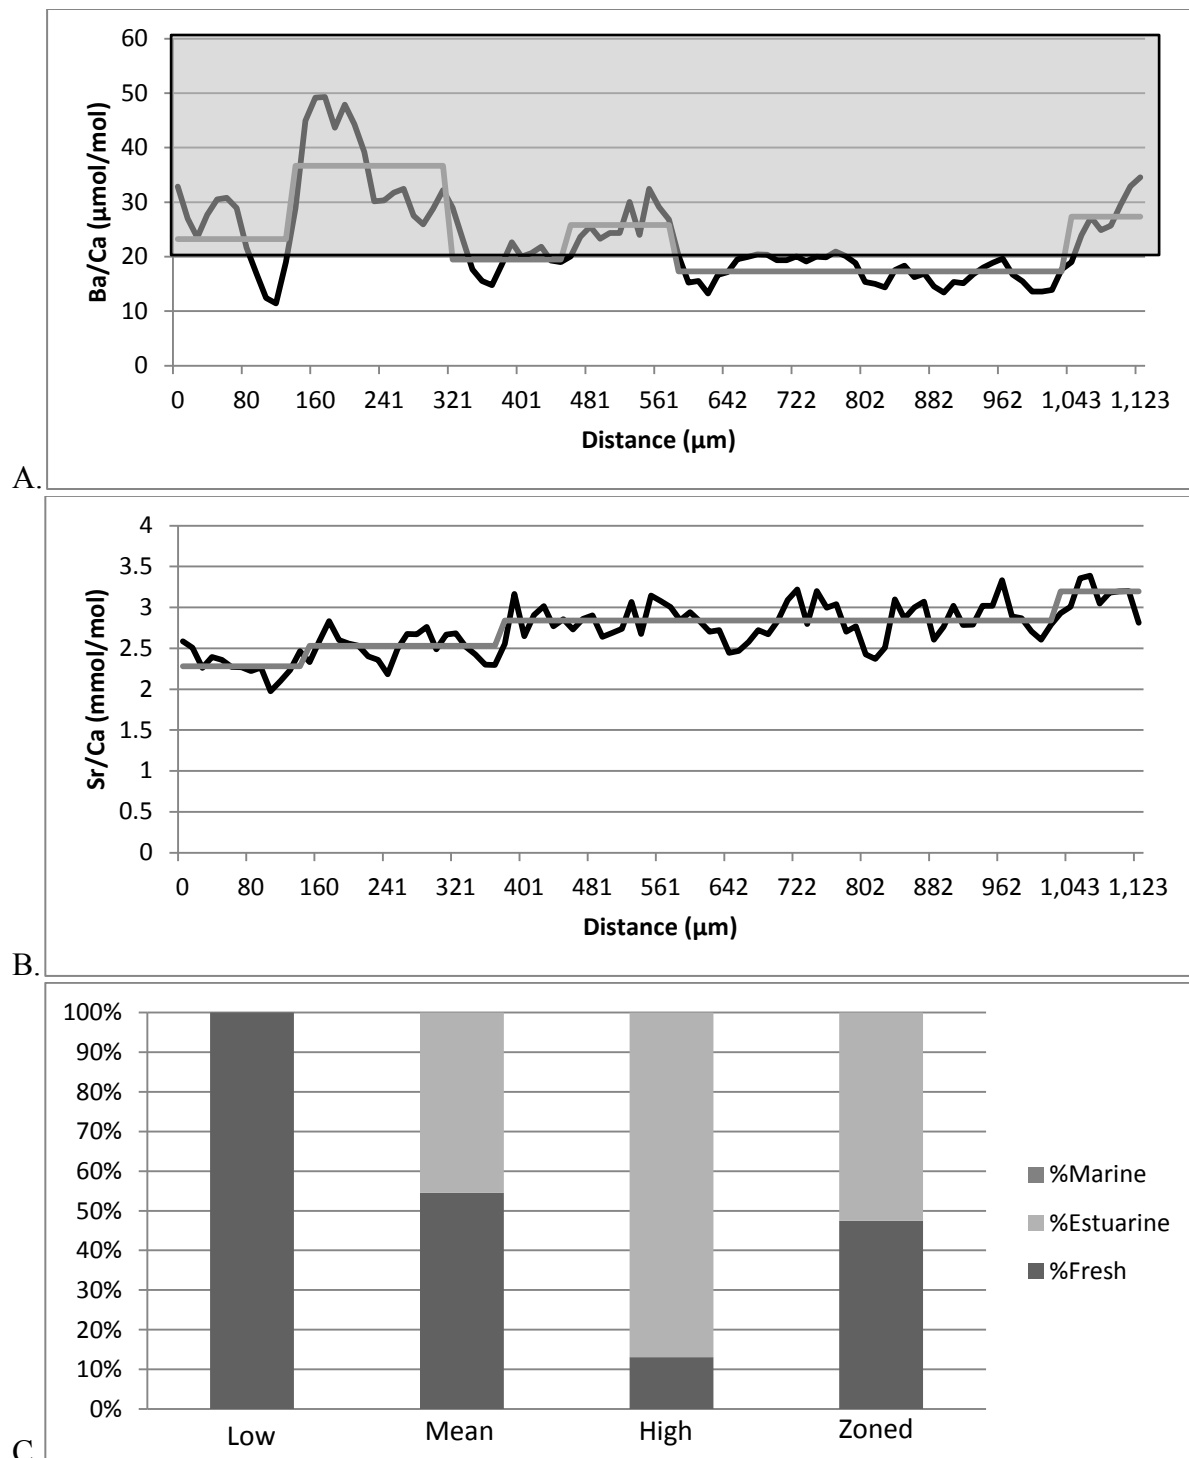 60
50
40
30
20
10
0
Ba/Ca (µmol/mol)
0 80 160 241 321 401 481 561 642 722 802 882 962 1,043 1,123
Distance (µm)
A.
4
3.5
3
2.5
2
1.5
1
0.5
0
Sr/Ca (mmol/mol)
0 80 160 241 321 401 481 561 642 722 802 882 962 1,043 1,123
Distance (µm)
B.
100%
90%
80%
70%
60%
50%
40%
30%
20%
10%
0%
Low Mean High Zoned
%Marine
%Estuarine
%Fresh
C